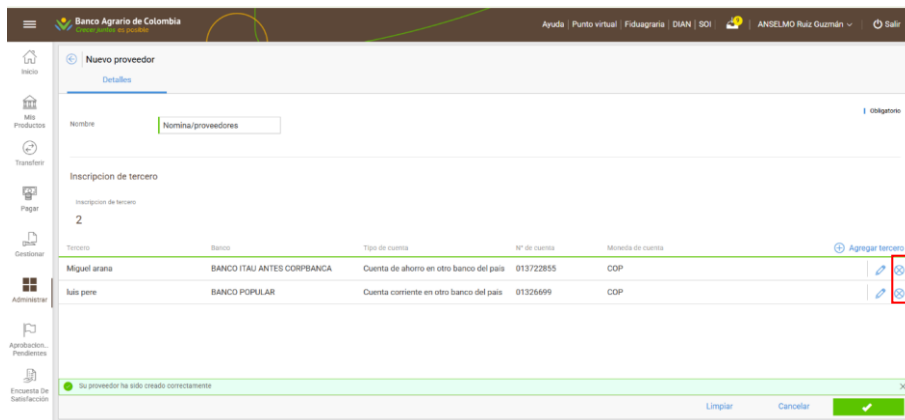 Banco Agrario de Colombia
Crecer juntos es posible
Ayuda | Punto virtual | Fiduagraria | DIAN | SOI | ANSELMO Ruiz Guzmán Salir
Inicio
Mis Productos
Transferir
Pagar
Gestionar
Administrar
Aprobacion.. Pendientes
Encuesta De Satisfacción
Nuevo proveedor
Detalles
Obligatorio
Nombre Nomina/proveedores
Inscripcion de tercero
Inscripcion de tercero
2
Tercero Banco Tipo de cuenta Nº de cuenta Moneda de cuenta Agregar tercero
Miguel arana BANCO ITAU ANTES CORPBANCA Cuenta de ahorro en otro banco del país 013722855 COP
luis pere BANCO POPULAR Cuenta corriente en otro banco del país 01326699 COP
Su proveedor ha sido creado correctamente
Limpiar Cancelar